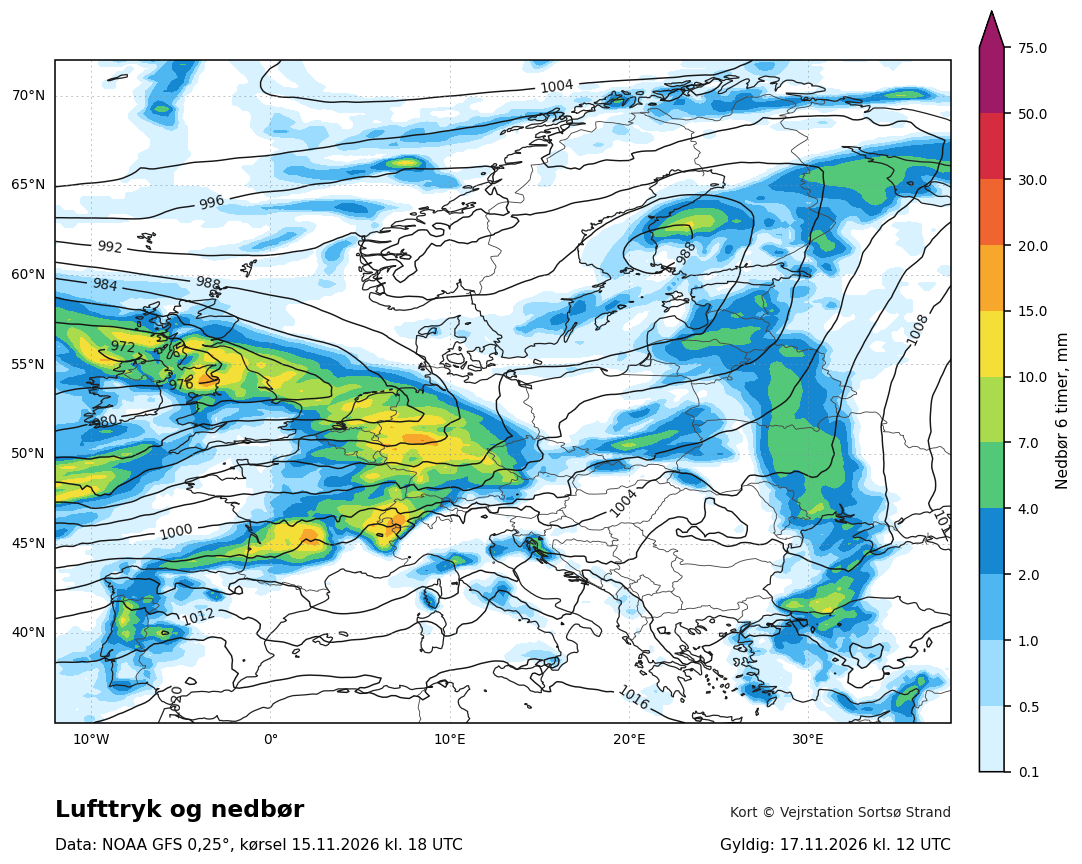 75.0
50.0
30.0
20.0
15.0
10.0
7.0
4.0
2.0
1.0
0.5
0.1
Nedbør 6 timer, mm
70°N
65°N
60°N
55°N
50°N
45°N
40°N
10°W
0°
10°E
20°E
30°E
1004
996
992
988
984
988
1008
972
976
980
1004
1000
1012
1012
1020
1016
Lufttryk og nedbør
Kort © Vejrstation Sortsø Strand
Data: NOAA GFS 0,25°, kørsel 15.11.2026 kl. 18 UTC
Gyldig: 17.11.2026 kl. 12 UTC